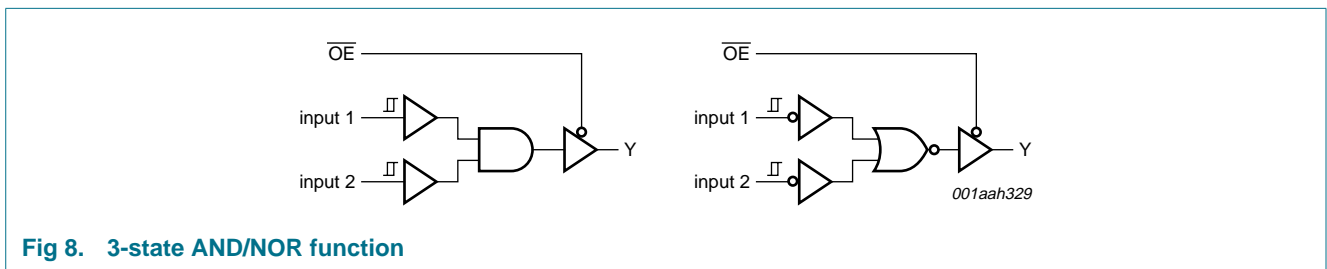 OE OE
input 1 input 1
Y Y
input 2 input 2
001aah329
Fig 8. 3-state AND/NOR function